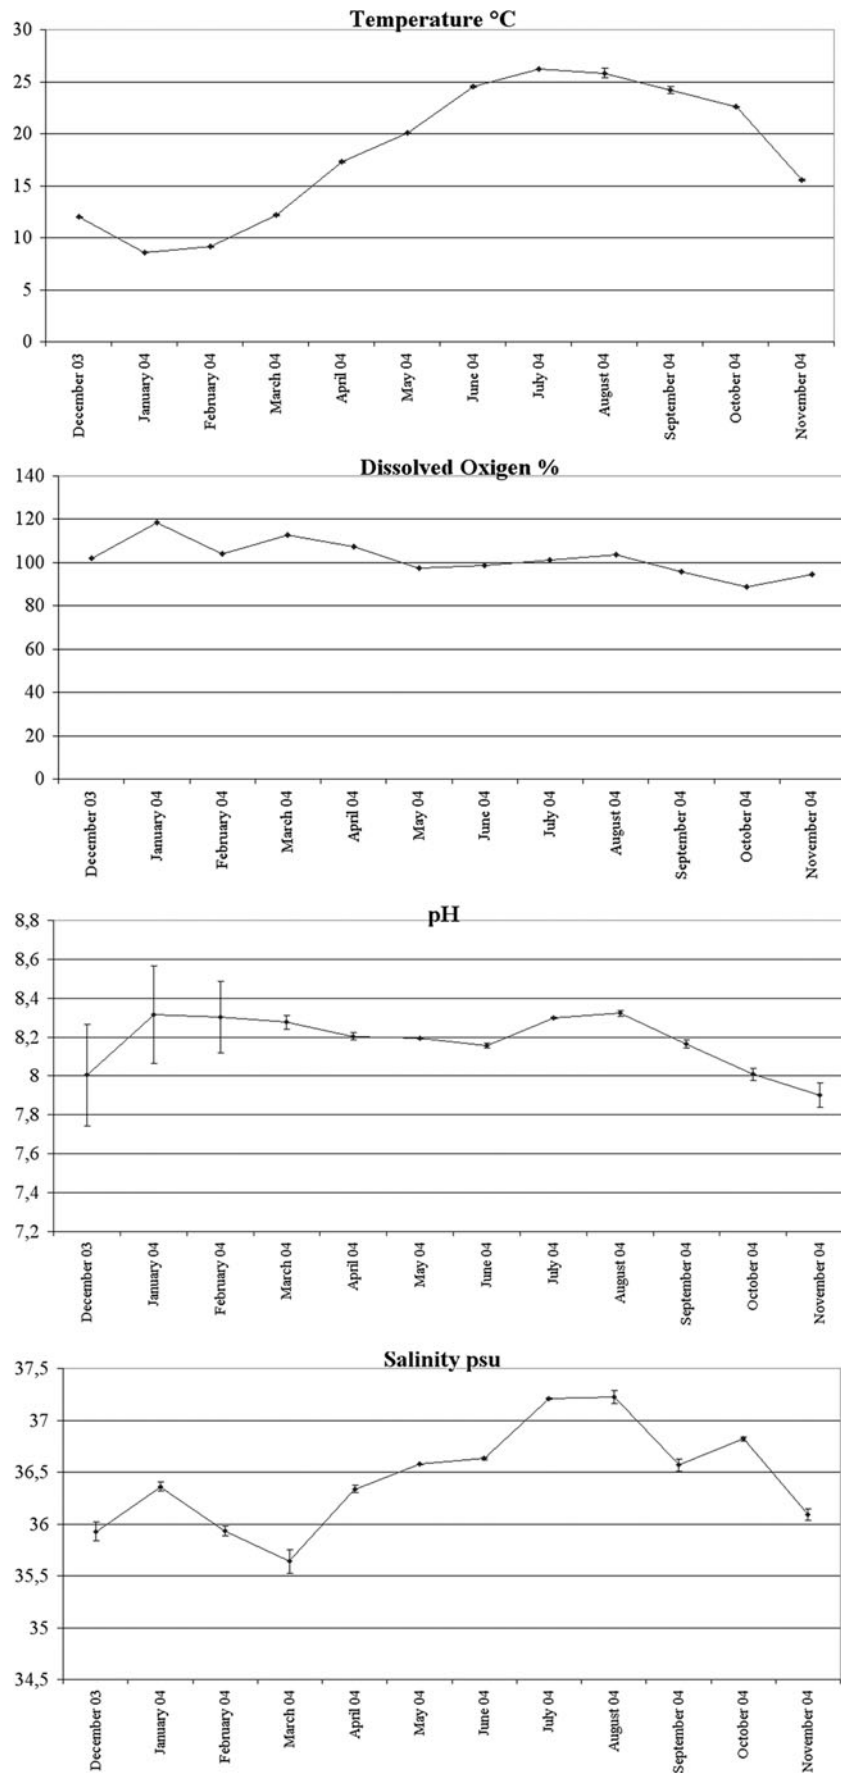 Temperature °C
30
25
20
15
10
5
0
December 03
January 04
February 04
March 04
April 04
May 04
June 04
July 04
August 04
September 04
October 04
November 04
Dissolved Oxigen %
140
120
100
80
60
40
20
0
December 03
January 04
February 04
March 04
April 04
May 04
June 04
July 04
August 04
September 04
October 04
November 04
pH
8,8
8,6
8,4
8,2
8
7,8
7,6
7,4
7,2
December 03
January 04
February 04
March 04
April 04
May 04
June 04
July 04
August 04
September 04
October 04
November 04
Salinity psu
37,5
37
36,5
36
35,5
35
34,5
December 03
January 04
February 04
March 04
April 04
May 04
June 04
July 04
August 04
September 04
October 04
November 04